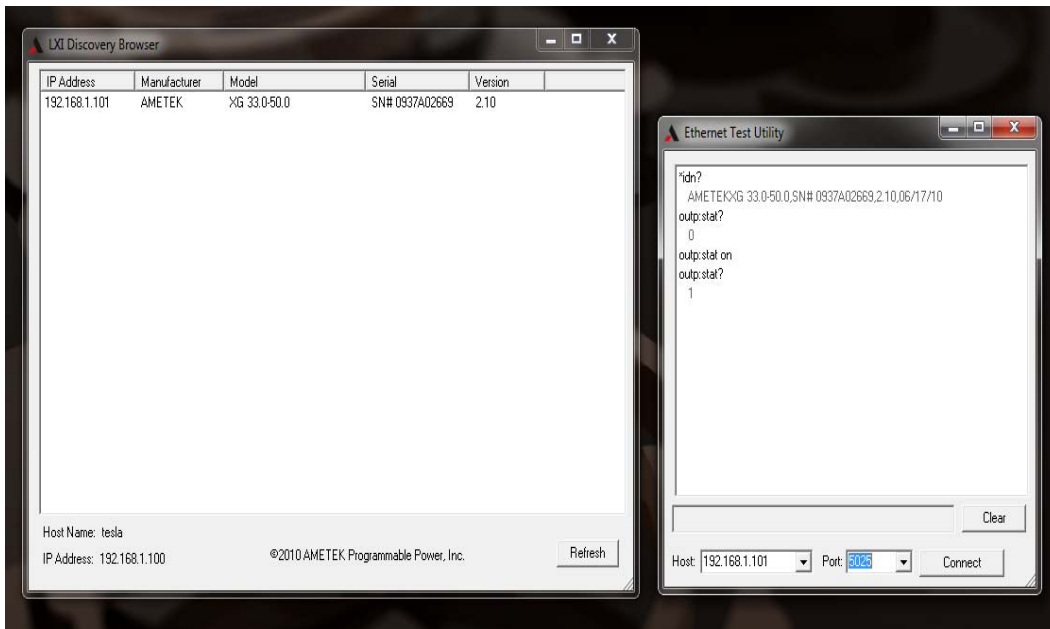 LXI Discovery Browser
IP Address Manufacturer Model Serial Version
192.168.1.101 AMETEK XG 33.0-50.0 SN# 0937A02669 2.10
Host Name: tesla
IP Address: 192.168.1.100
©2010 AMETEK Programmable Power, Inc.
Refresh
Ethernet Test Utility
*idn?
AMETEKXG 33.0-50.0,SN# 0937A02669,2.10,06/17/10
outp:stat?
0
outp:stat on
outp:stat?
1
Clear
Host: 192.168.1.101 Port: 5025 Connect